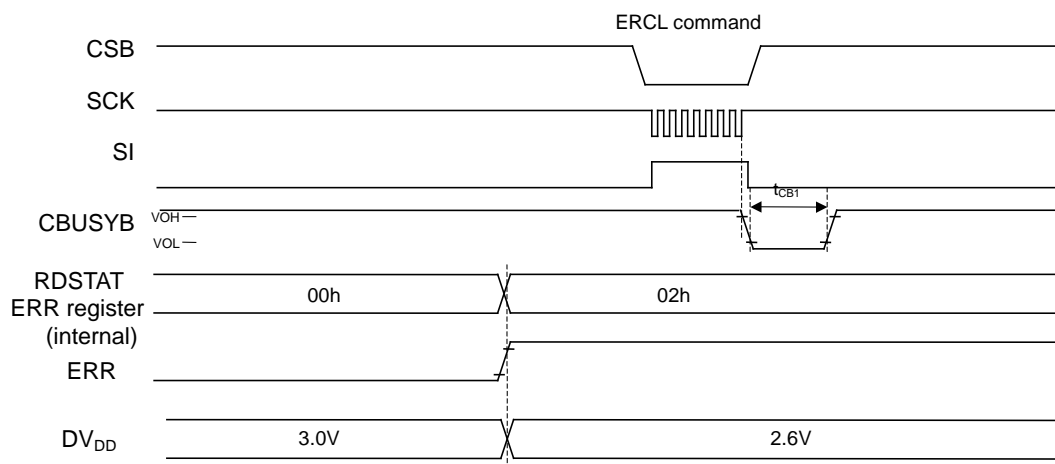 ERCL command
CSB
SCK
SI
tCB1
CBUSYB
VOH
VOL
RDSTAT
ERR register
(internal)
00h
02h
ERR
DVDD
3.0V
2.6V